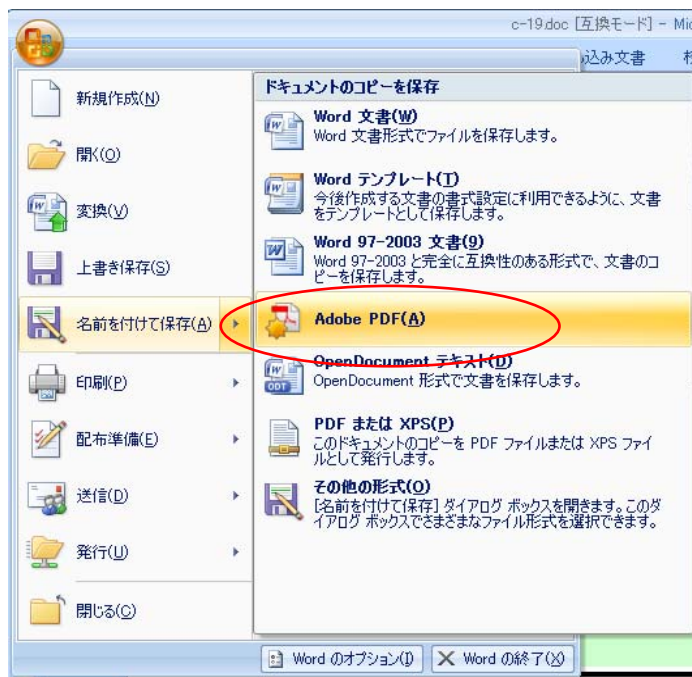 c-19.doc [互換モード] - Mic
込み文書
新規作成(N)
開く(O)
変換(V)
上書き保存(S)
名前を付けて保存(A)
印刷(P)
配布準備(E)
送信(D)
発行(U)
閉じる(C)
ドキュメントのコピーを保存
Word 文書(W)
Word 文書形式でファイルを保存します。
Word テンプレート(T)
今後作成する文書の書式設定に利用できるように、文書
をテンプレートとして保存します。
Word 97-2003 文書(9)
Word 97-2003 と完全に互換性のある形式で、文書のコ
ピーを保存します。
Adobe PDF(A)
OpenDocument テキスト(D)
OpenDocument 形式で文書を保存します。
PDF または XPS(P)
このドキュメントのコピーを PDF ファイルまたは XPS ファイ
ルとして発行します。
その他の形式(O)
[名前を付けて保存] ダイアログ ボックスを開きます。このダ
イアログ ボックスでさまざまなファイル形式を選択できます。
Word のオプション(I)
Word の終了(X)